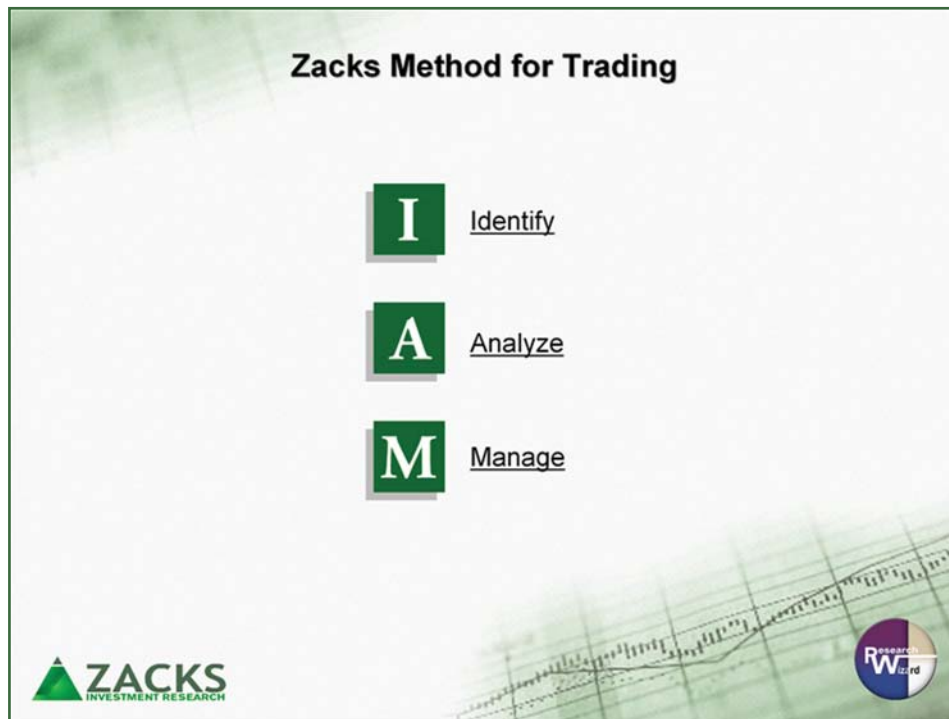 Zacks Method for Trading
I Identify
A Analyze
M Manage
ZACKS
INVESTMENT RESEARCH
Research
Wizard